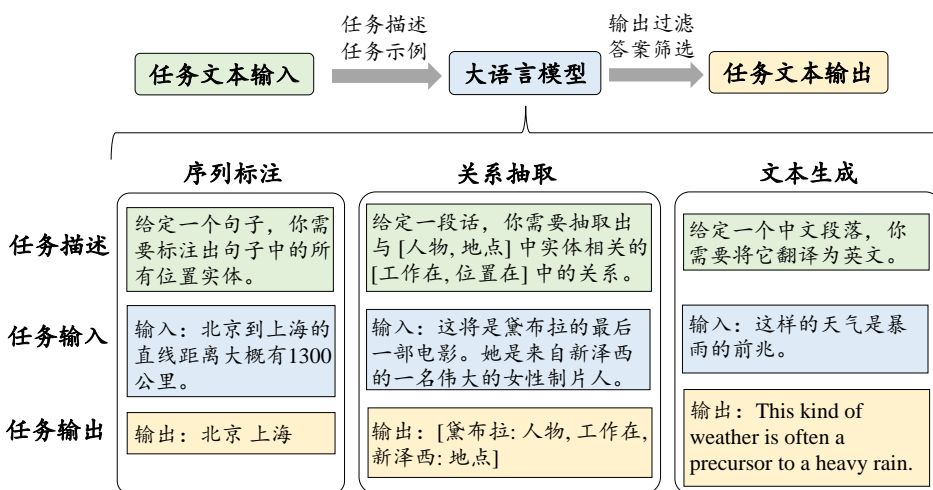 任务描述
任务示例
输出过滤
答案筛选
任务文本输入
大语言模型
任务文本输出
序列标注
关系抽取
文本生成
任务描述
给定一个句子，你需
要标注出句子中的所
有位置实体。
给定一段话，你需要抽取出
与 [人物, 地点] 中实体相关的
[工作在, 位置在] 中的关系。
给定一个中文段落，你
需要将它翻译为英文。
任务输入
输入：北京到上海的
直线距离大概有1300
公里。
输入：这将是黛布拉的最后
一部电影。她是来自新泽西
的一名伟大的女性制片人。
输入：这样的天气是暴
雨的前兆。
任务输出
输出：北京 上海
输出：[黛布拉: 人物, 工作在,
新泽西: 地点]
输出：This kind of
weather is often a
precursor to a heavy rain.